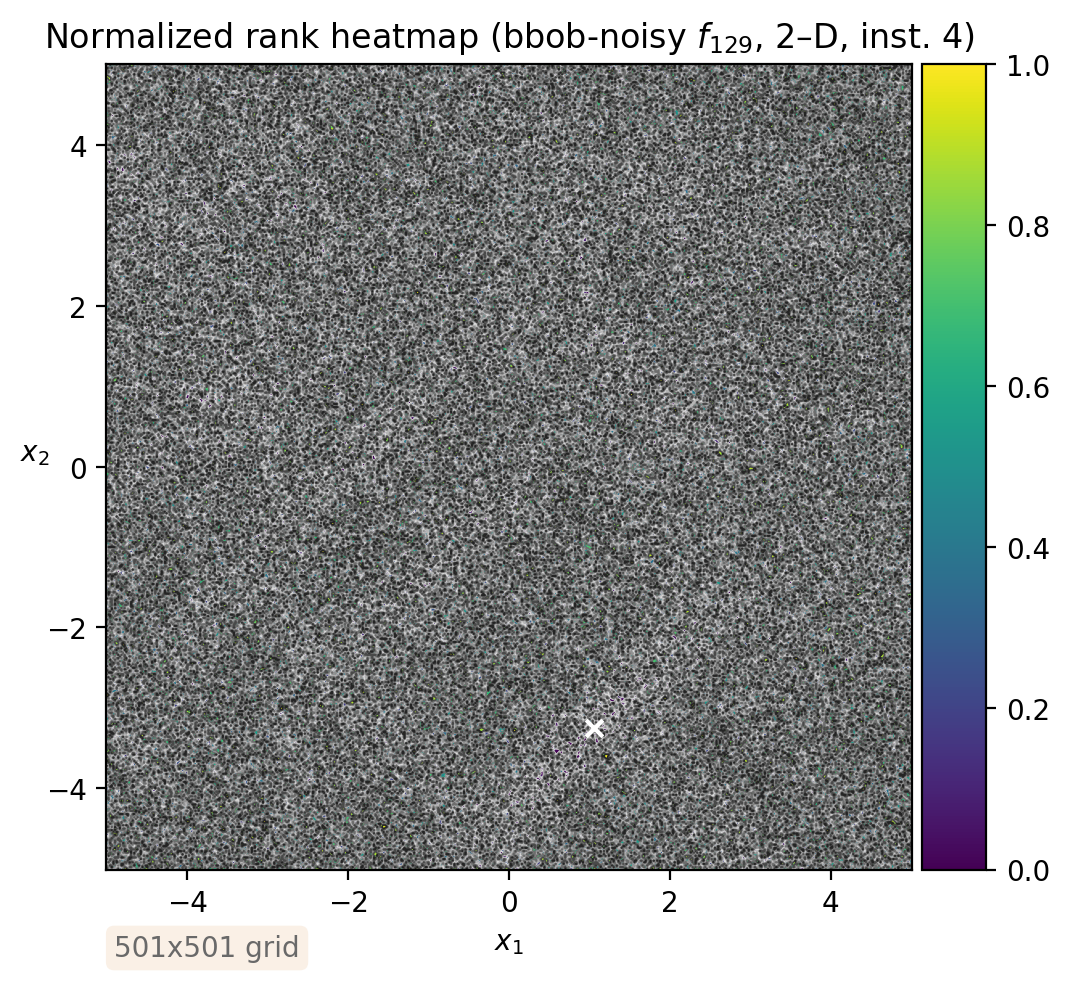 Normalized rank heatmap (bbob-noisy f₁₂₉, 2–D, inst. 4)
1.0
0.8
0.6
0.4
0.2
0.0
4
2
0
−2
−4
x₂
−4 −2 0 2 4
x₁
501x501 grid